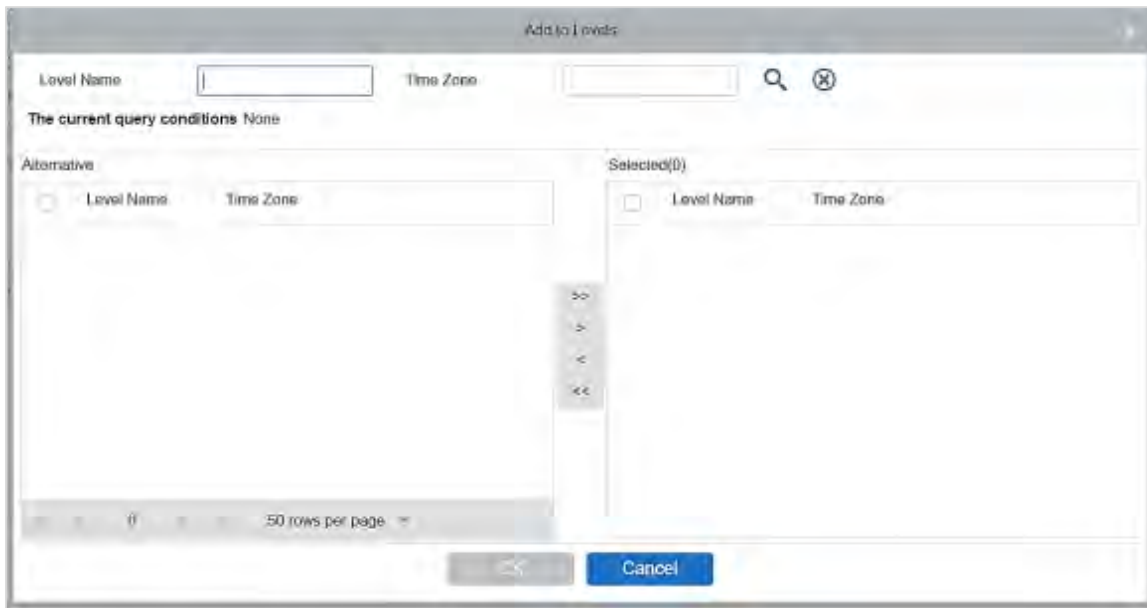 Add to Levels
Level Name Time Zone
The current query conditions None
Alternative Selected(0)
Level Name Time Zone Level Name Time Zone
>>
>
<
<<
0 50 rows per page
OK Cancel